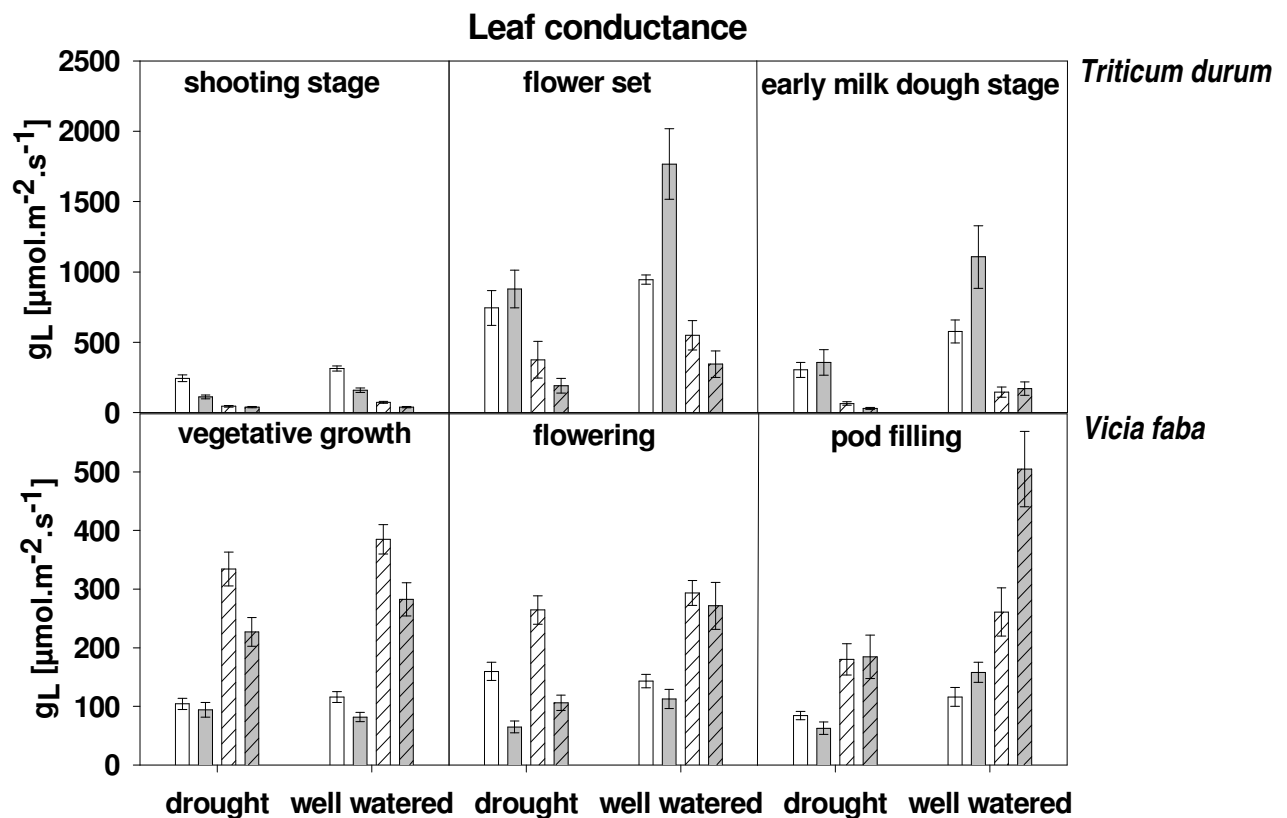 Leaf conductance
Triticum durum
shooting stage
flower set
early milk dough stage
2500
2000
1500
1000
500
0
gL [µmol.m-2.s-1]
Vicia faba
vegetative growth
flowering
pod filling
500
400
300
200
100
0
gL [µmol.m-2.s-1]
drought well watered drought well watered drought well watered